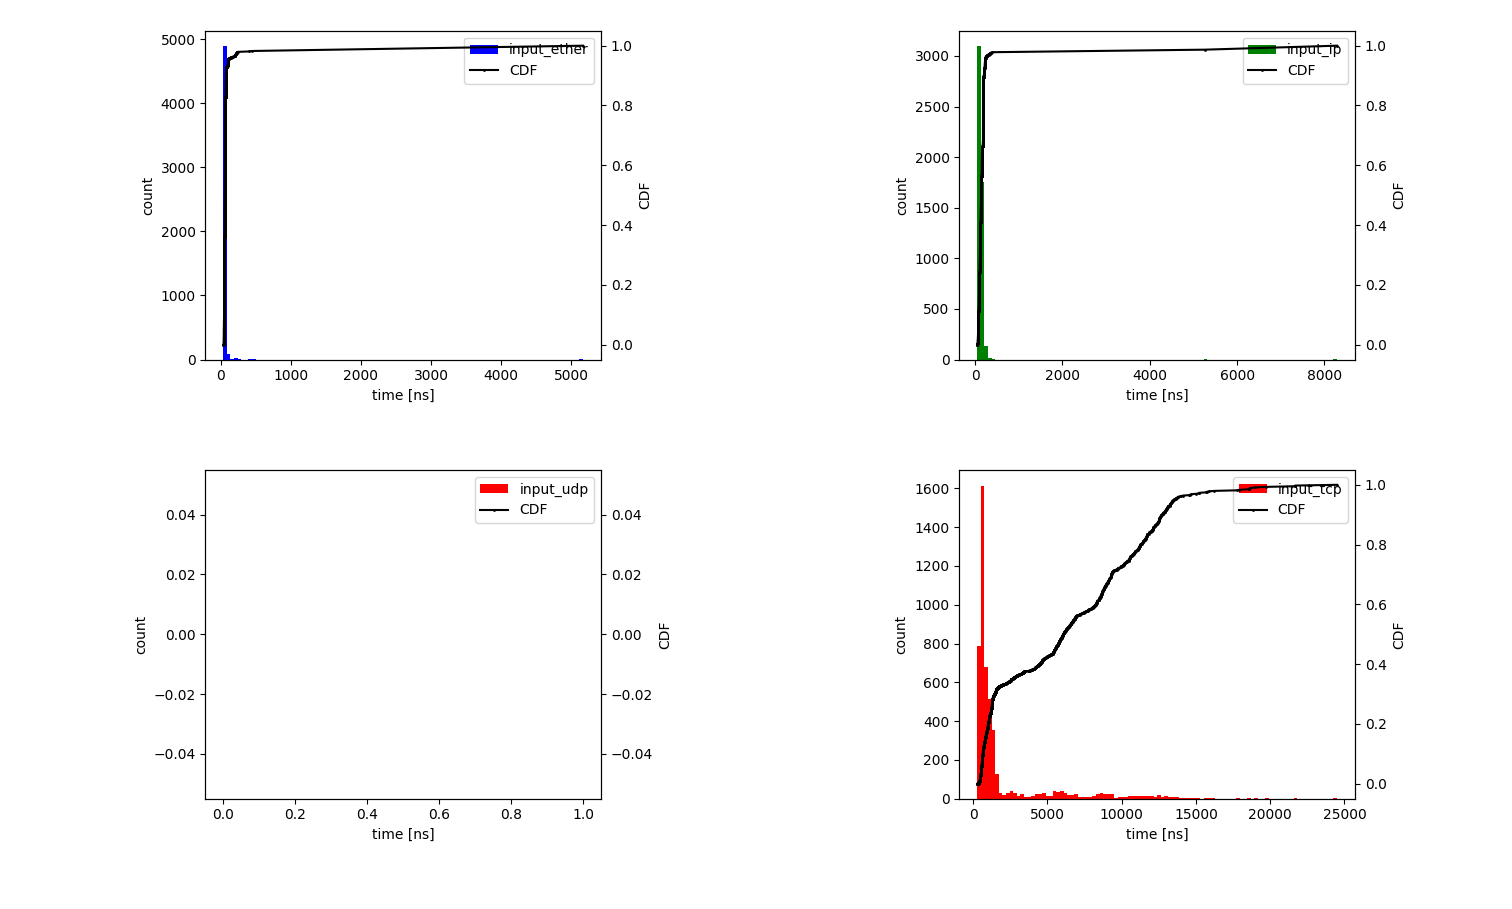 input_ether
CDF
5000
4000
3000
2000
1000
0
count
1.0
0.8
0.6
0.4
0.2
0.0
CDF
0 1000 2000 3000 4000 5000
time [ns]
input_ip
CDF
3000
2500
2000
1500
1000
500
0
count
1.0
0.8
0.6
0.4
0.2
0.0
CDF
0 2000 4000 6000 8000
time [ns]
input_udp
CDF
0.04
0.02
0.00
−0.02
−0.04
count
0.04
0.02
0.00
−0.02
−0.04
CDF
0.0 0.2 0.4 0.6 0.8 1.0
time [ns]
input_tcp
CDF
1600
1400
1200
1000
800
600
400
200
0
count
1.0
0.8
0.6
0.4
0.2
0.0
CDF
0 5000 10000 15000 20000 25000
time [ns]